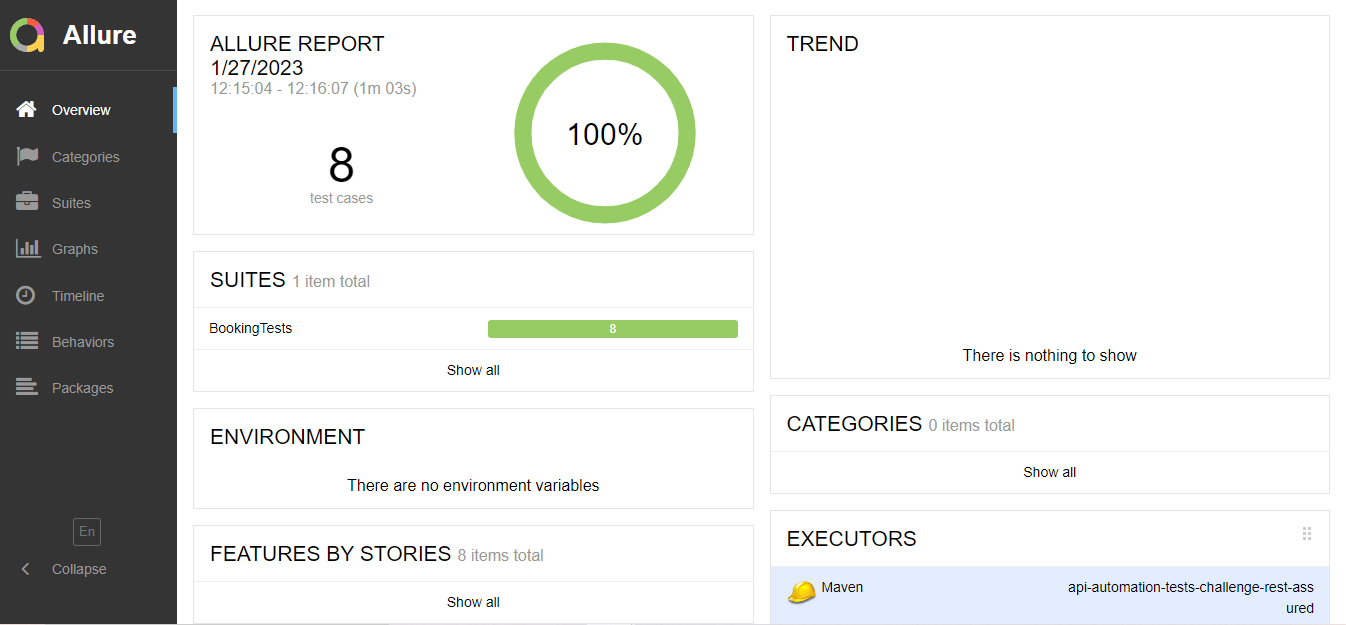 Allure
Overview
Categories
Suites
Graphs
Timeline
Behaviors
Packages
En
Collapse
ALLURE REPORT
1/27/2023
12:15:04 - 12:16:07 (1m 03s)
8
test cases
100%
SUITES 1 item total
BookingTests 8
Show all
ENVIRONMENT
There are no environment variables
FEATURES BY STORIES 8 items total
Show all
TREND
There is nothing to show
CATEGORIES 0 items total
Show all
EXECUTORS
Maven api-automation-tests-challenge-rest-ass
ured